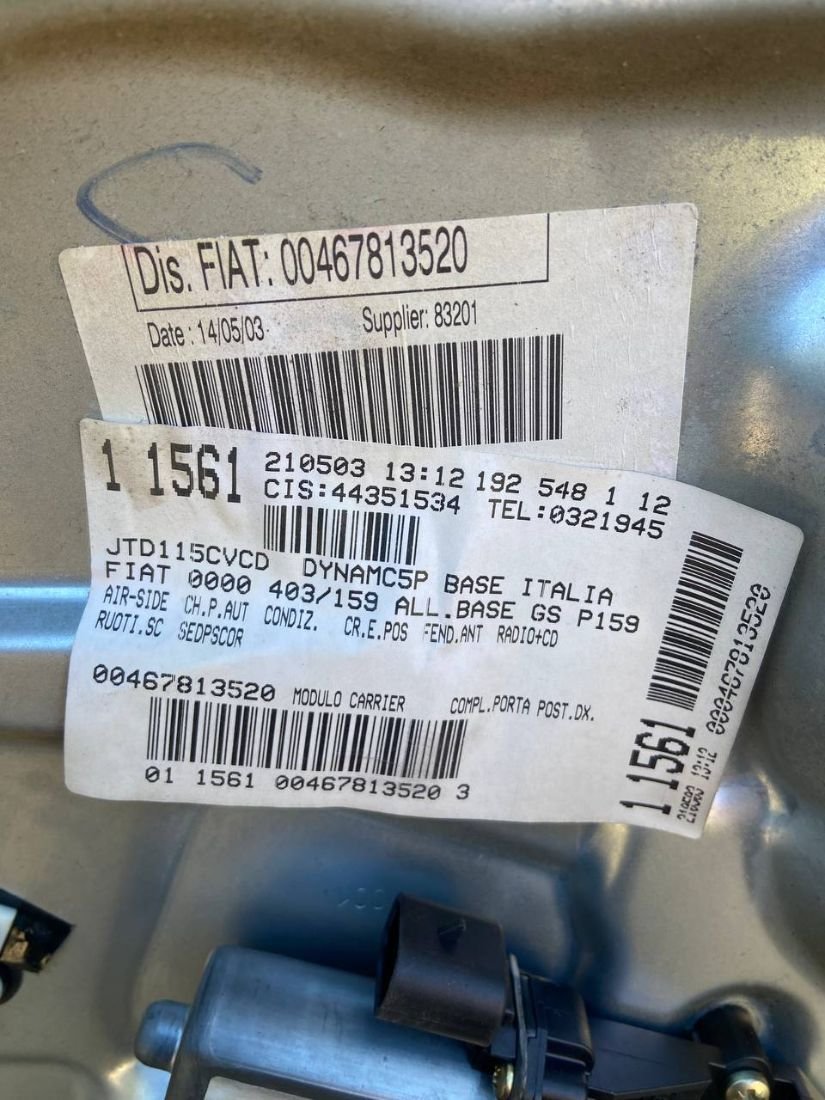 Dis. FIAT: 00467813520
Date : 14/05/03
Supplier: 83201
1 1561
210503 13:12 192 548 1 12
CIS:44351534 TEL:0321945
JTD115CVCD DYNAMC5P BASE ITALIA
FIAT 0000 403/159 ALL.BASE GS P159
AIR-SIDE CH.P.AUT CONDIZ. CR.E.POS FEND.ANT RADIO+CD
RUOTI.SC SEDPSCOR
00467813520 MODULO CARRIER COMPL.PORTA POST.DX.
01 1561 00467813520 3
1 1561
210503 13:12 00467813520